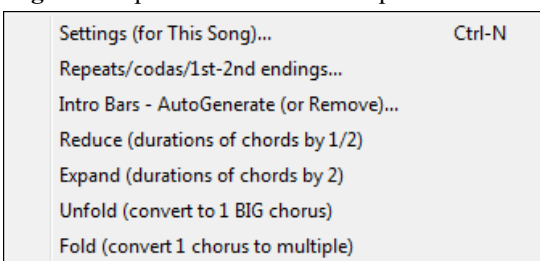 Settings (for This Song)... Ctrl-N
Repeats/codas/1st-2nd endings...
Intro Bars - AutoGenerate (or Remove)...
Reduce (durations of chords by 1/2)
Expand (durations of chords by 2)
Unfold (convert to 1 BIG chorus)
Fold (convert 1 chorus to multiple)